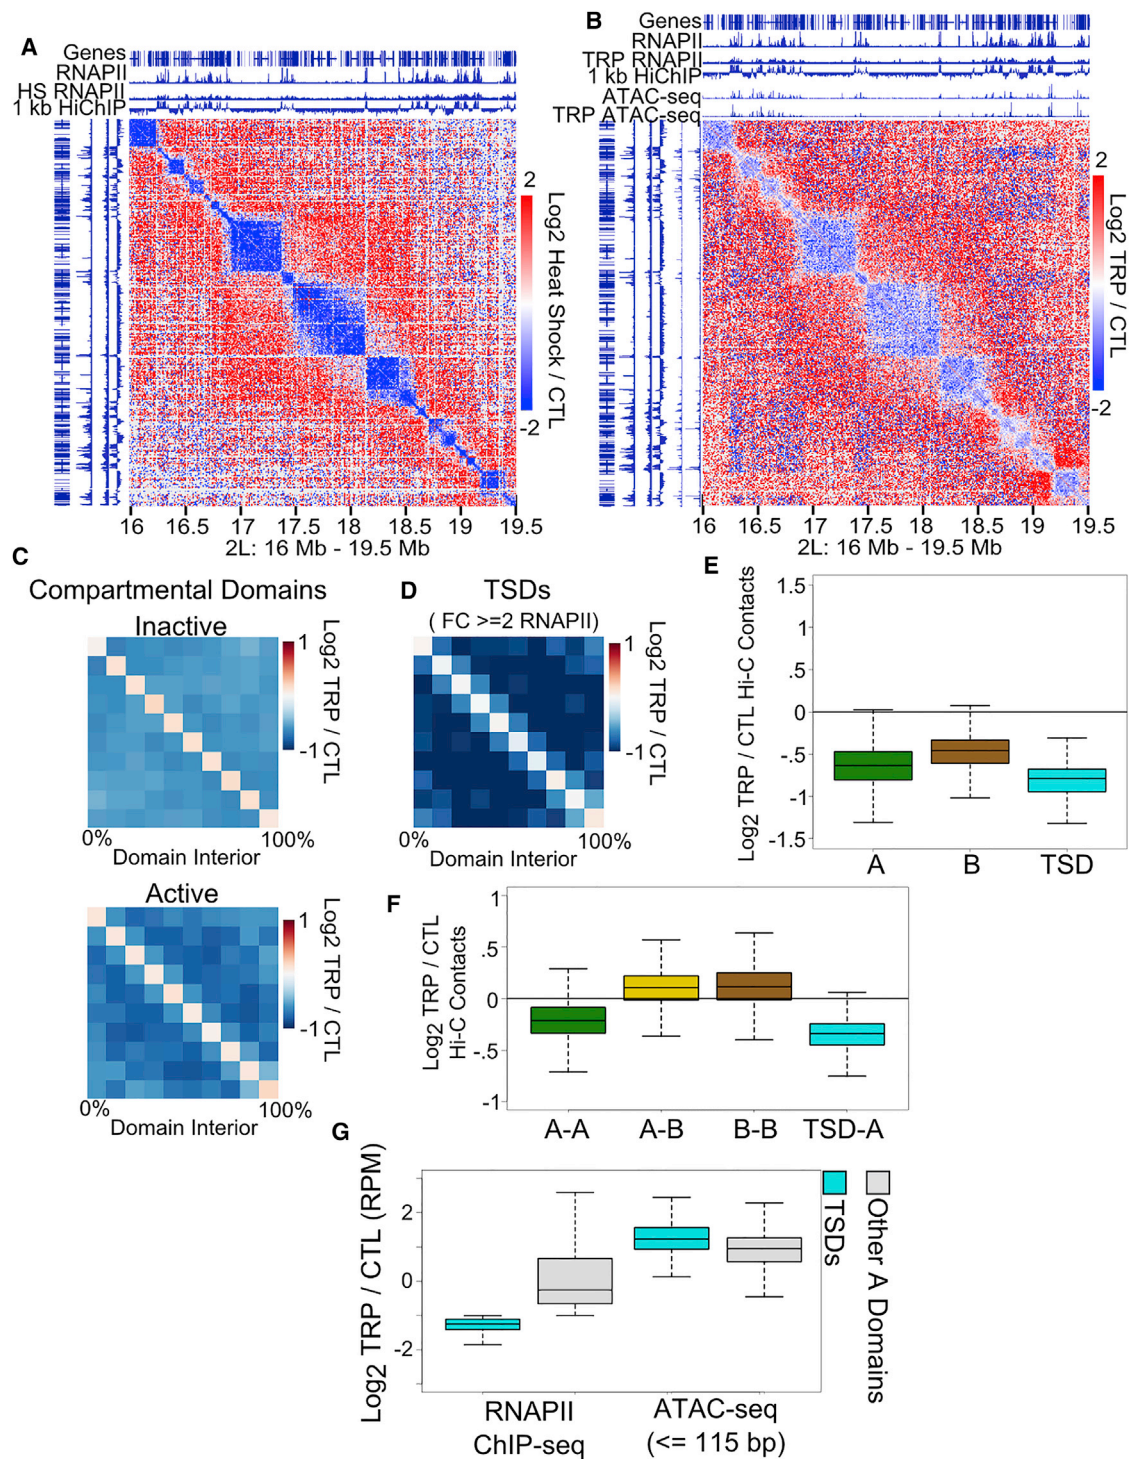 A
Genes
RNAPII
HS RNAPII
1 kb HiChIP
2
Log2 Heat Shock / CTL
-2
16 16.5 17 17.5 18 18.5 19 19.5
2L: 16 Mb - 19.5 Mb
B
Genes
RNAPII
TRP RNAPII
1 kb HiChIP
ATAC-seq
TRP ATAC-seq
2
Log2 TRP / CTL
-2
16 16.5 17 17.5 18 18.5 19 19.5
2L: 16 Mb - 19.5 Mb
C
Compartmental Domains
Inactive
1
Log2 TRP / CTL
-1
0% 100%
Domain Interior
Active
1
Log2 TRP / CTL
-1
0% 100%
Domain Interior
D
TSDs
( FC >=2 RNAPII)
1
Log2 TRP / CTL
-1
0% 100%
Domain Interior
E
Log2 TRP / CTL Hi-C Contacts
1.5
1
.5
0
-.5
-1
-1.5
A B TSD
F
Log2 TRP / CTL
Hi-C Contacts
1
.5
0
-.5
-1
A-A A-B B-B TSD-A
G
Log2 TRP / CTL (RPM)
2
0
-2
RNAPII
ChIP-seq
ATAC-seq
(<= 115 bp)
TSDs
Other A Domains